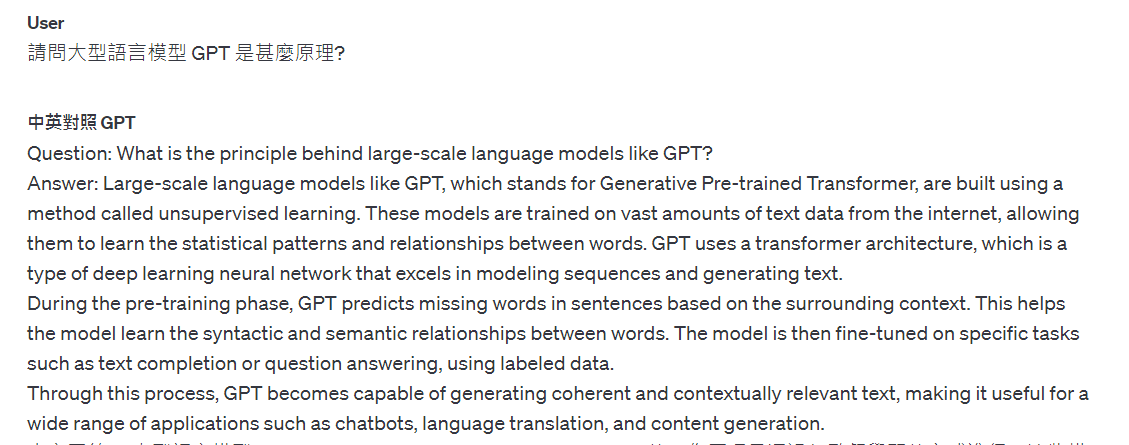 User
請問大型語言模型 GPT 是甚麼原理?
中英對照 GPT
Question: What is the principle behind large-scale language models like GPT?
Answer: Large-scale language models like GPT, which stands for Generative Pre-trained Transformer, are built using a
method called unsupervised learning. These models are trained on vast amounts of text data from the internet, allowing
them to learn the statistical patterns and relationships between words. GPT uses a transformer architecture, which is a
type of deep learning neural network that excels in modeling sequences and generating text.
During the pre-training phase, GPT predicts missing words in sentences based on the surrounding context. This helps
the model learn the syntactic and semantic relationships between words. The model is then fine-tuned on specific tasks
such as text completion or question answering, using labeled data.
Through this process, GPT becomes capable of generating coherent and contextually relevant text, making it useful for a
wide range of applications such as chatbots, language translation, and content generation.